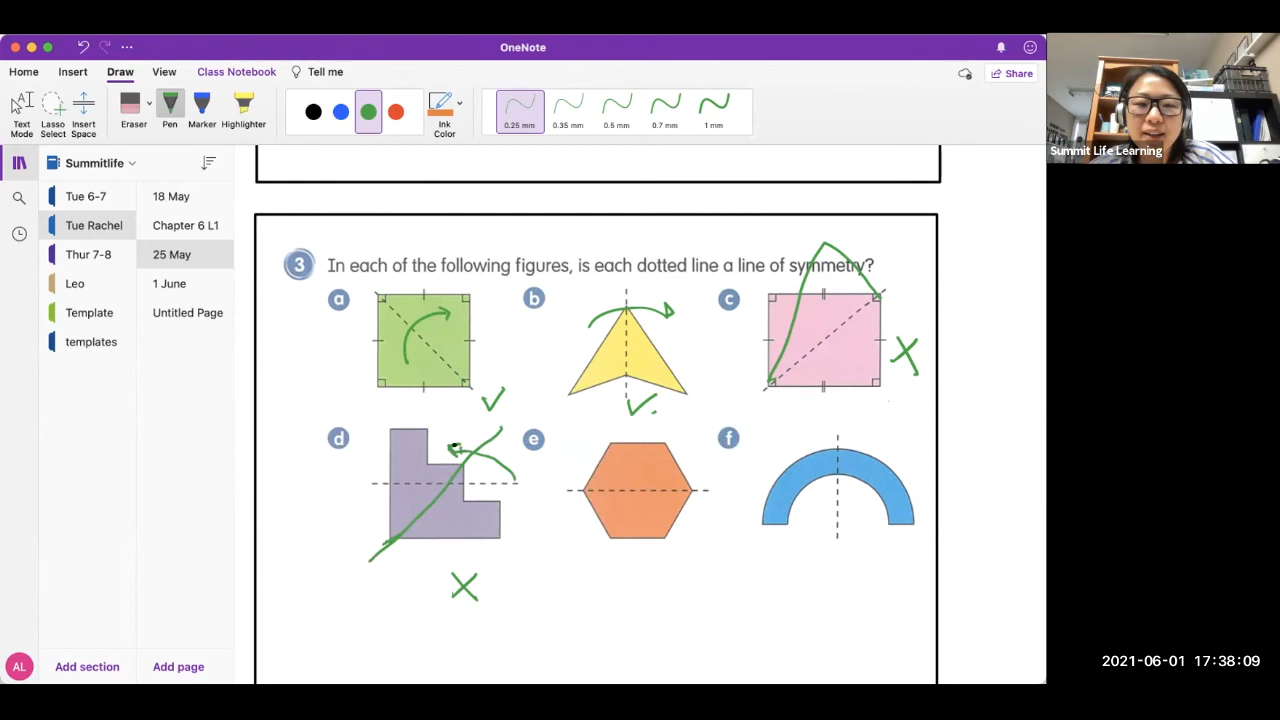 OneNote
Home Insert Draw View Class Notebook Tell me Share
Text Mode
Lasso Select
Insert Space
Eraser
Pen
Marker
Highlighter
Ink Color
0.25 mm 0.35 mm 0.5 mm 0.7 mm 1 mm
Summit Life Learning
Summitlife
Tue 6-7
Tue Rachel
Thur 7-8
Leo
Template
templates
18 May
Chapter 6 L1
25 May
1 June
Untitled Page
3 In each of the following figures, is each dotted line a line of symmetry?
a b c
d e f
AL
Add section Add page
2021-06-01 17:38:09